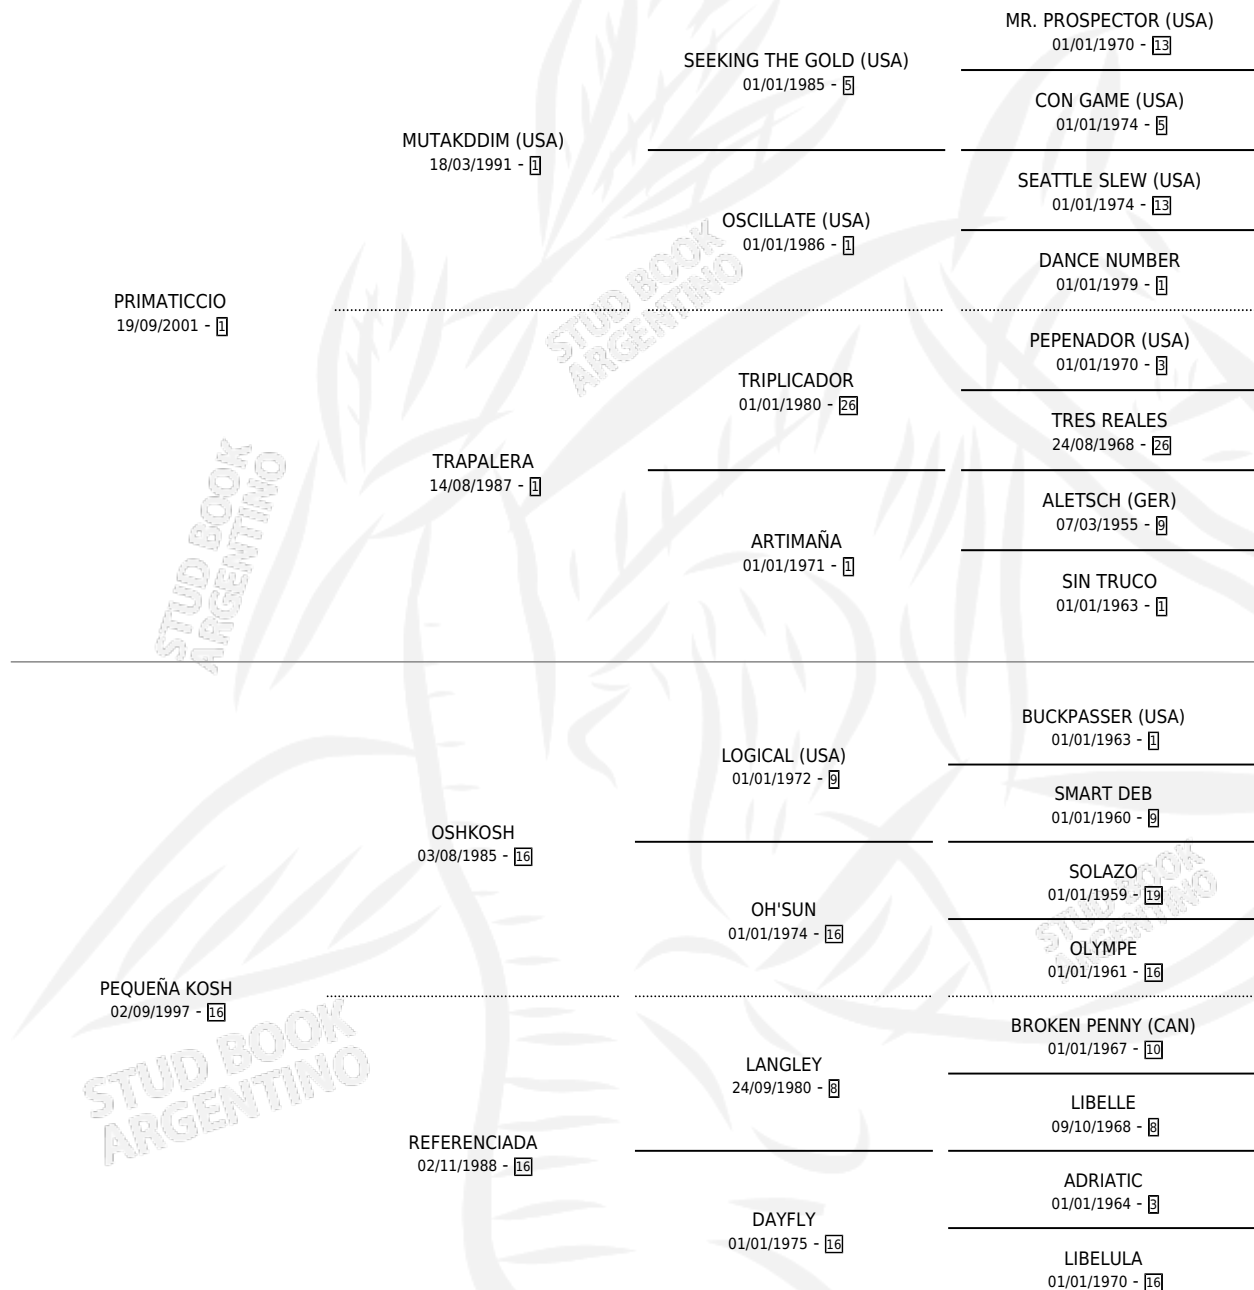 MR. PROSPECTOR (USA)
01/01/1970 - 13
SEEKING THE GOLD (USA)
01/01/1985 - 5
CON GAME (USA)
01/01/1974 - 5
MUTAKDDIM (USA)
18/03/1991 - 1
SEATTLE SLEW (USA)
01/01/1974 - 13
OSCILLATE (USA)
01/01/1986 - 1
DANCE NUMBER
01/01/1979 - 1
PRIMATICCIO
19/09/2001 - 1
PEPENADOR (USA)
01/01/1970 - 3
TRIPLICADOR
01/01/1980 - 26
TRES REALES
24/08/1968 - 26
TRAPALERA
14/08/1987 - 1
ALETSCH (GER)
07/03/1955 - 9
ARTIMAÑA
01/01/1971 - 1
SIN TRUCO
01/01/1963 - 1
BUCKPASSER (USA)
01/01/1963 - 1
LOGICAL (USA)
01/01/1972 - 9
SMART DEB
01/01/1960 - 9
OSHKOSH
03/08/1985 - 16
SOLAZO
01/01/1959 - 19
OH'SUN
01/01/1974 - 16
OLYMPE
01/01/1961 - 16
PEQUEÑA KOSH
02/09/1997 - 16
BROKEN PENNY (CAN)
01/01/1967 - 10
LANGLEY
24/09/1980 - 8
LIBELLE
09/10/1968 - 8
REFERENCIADA
02/11/1988 - 16
ADRIATIC
01/01/1964 - 3
DAYFLY
01/01/1975 - 16
LIBELULA
01/01/1970 - 16
STUD BOOK
ARGENTINO
STUD BOOK
ARGENTINO
STUD BOOK
ARGENTINO
STUD BOOK
ARGENTINO